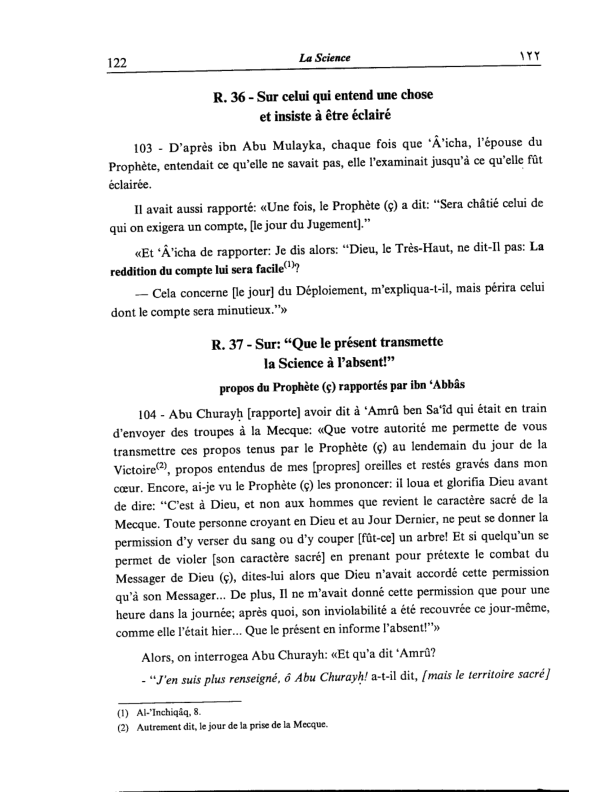 122 La Science ١٢٢
R. 36 - Sur celui qui entend une chose
et insiste à être éclairé
103 - D'après ibn Abu Mulayka, chaque fois que ‘Â’icha, l'épouse du
Prophète, entendait ce qu'elle ne savait pas, elle l'examinait jusqu'à ce qu'elle fût
éclairée.
Il avait aussi rapporté: «Une fois, le Prophète (ç) a dit: “Sera châtié celui de
qui on exigera un compte, [le jour du Jugement].”
«Et ‘Â’icha de rapporter: Je dis alors: “Dieu, le Très-Haut, ne dit-Il pas: La
reddition du compte lui sera facile(1)?
— Cela concerne [le jour] du Déploiement, m'expliqua-t-il, mais périra celui
dont le compte sera minutieux.”»
R. 37 - Sur: “Que le présent transmette
la Science à l'absent!”
propos du Prophète (ç) rapportés par ibn ‘Abbâs
104 - Abu Churayḥ [rapporte] avoir dit à ‘Amrû ben Sa‘îd qui était en train
d'envoyer des troupes à la Mecque: «Que votre autorité me permette de vous
transmettre ces propos tenus par le Prophète (ç) au lendemain du jour de la
Victoire(2), propos entendus de mes [propres] oreilles et restés gravés dans mon
cœur. Encore, ai-je vu le Prophète (ç) les prononcer: il loua et glorifia Dieu avant
de dire: “C'est à Dieu, et non aux hommes que revient le caractère sacré de la
Mecque. Toute personne croyant en Dieu et au Jour Dernier, ne peut se donner la
permission d'y verser du sang ou d'y couper [fût-ce] un arbre! Et si quelqu'un se
permet de violer [son caractère sacré] en prenant pour prétexte le combat du
Messager de Dieu (ç), dites-lui alors que Dieu n'avait accordé cette permission
qu'à son Messager... De plus, Il ne m'avait donné cette permission que pour une
heure dans la journée; après quoi, son inviolabilité a été recouvrée ce jour-même,
comme elle l'était hier... Que le présent en informe l'absent!”»
Alors, on interrogea Abu Churayh: «Et qu'a dit ‘Amrû?
- “J'en suis plus renseigné, ô Abu Churayḥ! a-t-il dit, [mais le territoire sacré]
(1) Al-’Inchiqâq, 8.
(2) Autrement dit, le jour de la prise de la Mecque.